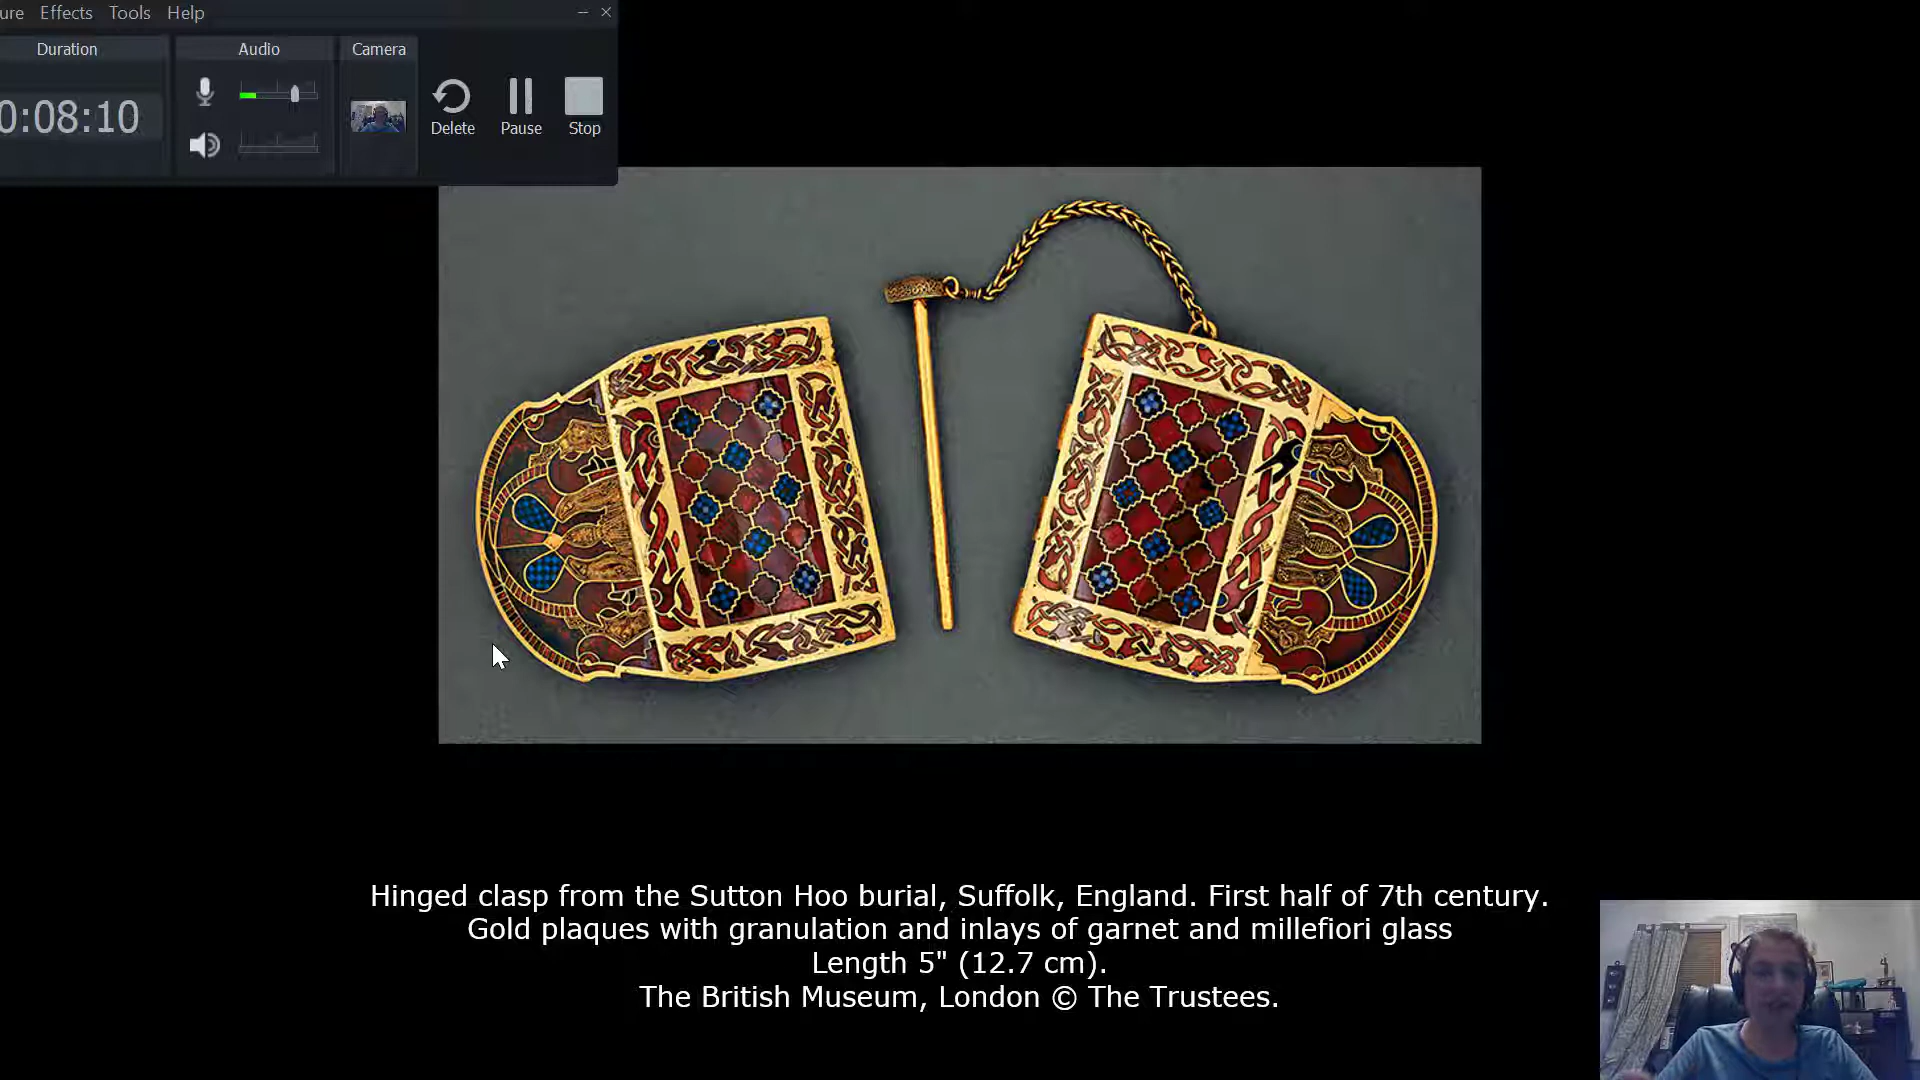 ure Effects Tools Help
Duration
Audio
Camera
0:08:10
Delete
Pause
Stop
Hinged clasp from the Sutton Hoo burial, Suffolk, England. First half of 7th century.
Gold plaques with granulation and inlays of garnet and millefiori glass
Length 5" (12.7 cm).
The British Museum, London © The Trustees.